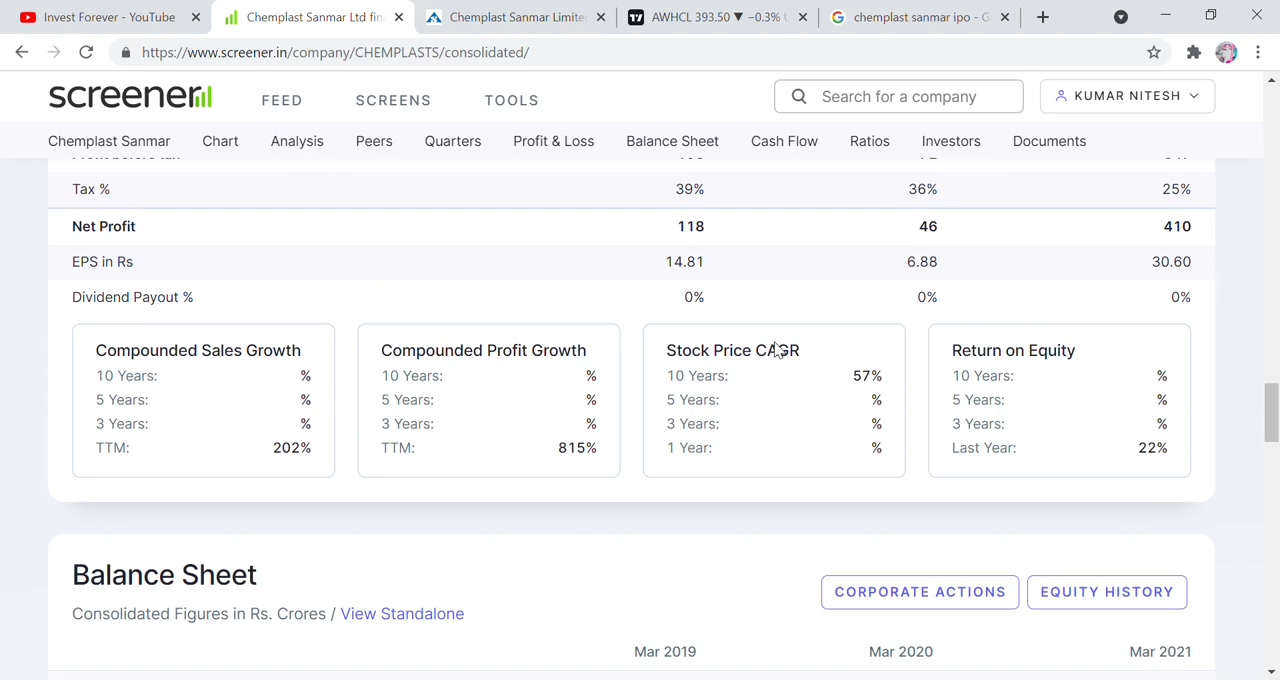 Invest Forever - YouTube
Chemplast Sanmar Ltd fin
Chemplast Sanmar Limite
AWHCL 393.50 ▼ −0.3% U
chemplast sanmar ipo - G
https://www.screener.in/company/CHEMPLASTS/consolidated/
screener
FEED SCREENS TOOLS
Search for a company
KUMAR NITESH
Chemplast Sanmar Chart Analysis Peers Quarters Profit & Loss Balance Sheet Cash Flow Ratios Investors Documents
Tax % 39% 36% 25%
Net Profit 118 46 410
EPS in Rs 14.81 6.88 30.60
Dividend Payout % 0% 0% 0%
Compounded Sales Growth
10 Years: %
5 Years: %
3 Years: %
TTM: 202%
Compounded Profit Growth
10 Years: %
5 Years: %
3 Years: %
TTM: 815%
Stock Price CAGR
10 Years: 57%
5 Years: %
3 Years: %
1 Year: %
Return on Equity
10 Years: %
5 Years: %
3 Years: %
Last Year: 22%
Balance Sheet
Consolidated Figures in Rs. Crores / View Standalone
CORPORATE ACTIONS
EQUITY HISTORY
Mar 2019 Mar 2020 Mar 2021